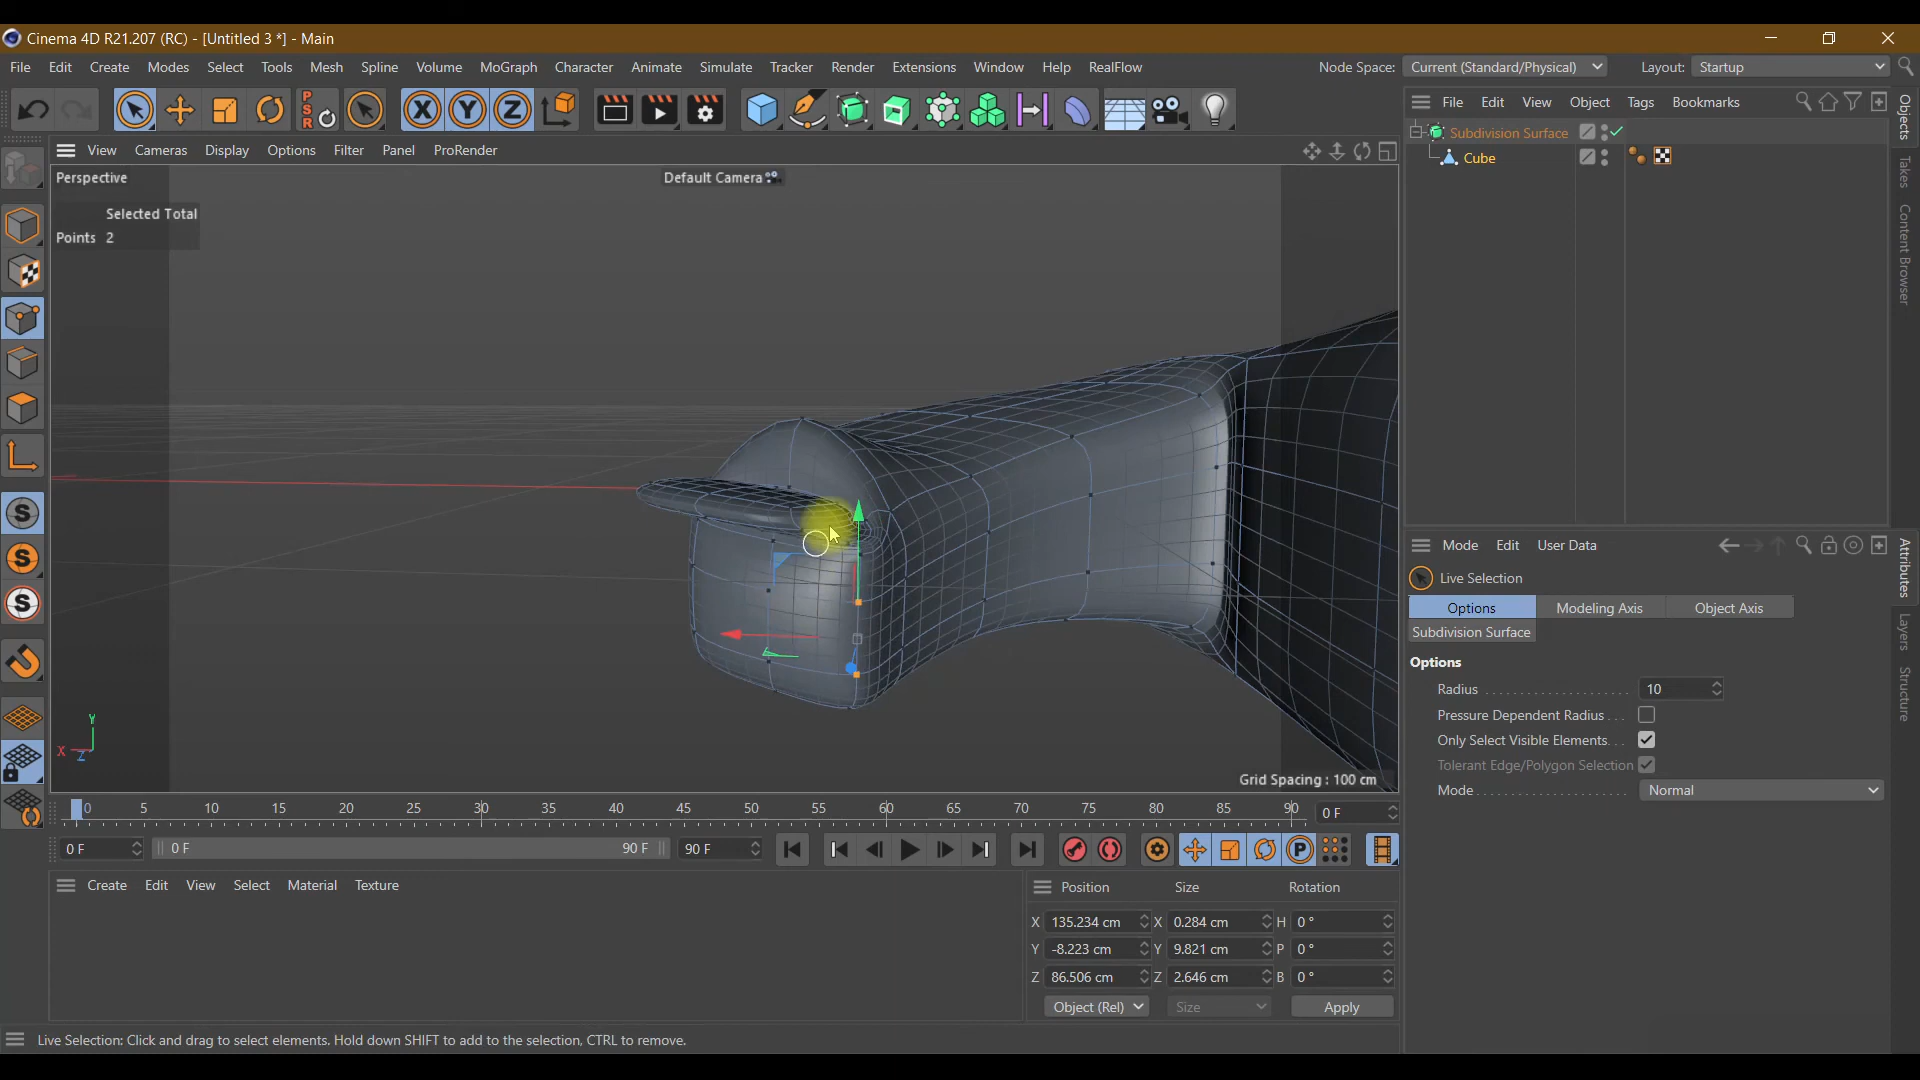 Cinema 4D R21.207 (RC) - [Untitled 3 *] - Main
File Edit Create Modes Select Tools Mesh Spline Volume MoGraph Character Animate Simulate Tracker Render Extensions Window Help RealFlow Node Space: Current (Standard/Physical) Layout: Startup
P S R X Y Z
View Cameras Display Options Filter Panel ProRender
Perspective
Default Camera
Selected Total
Points 2
Grid Spacing : 100 cm
Y
X
Z
S
S
S
File Edit View Object Tags Bookmarks
Subdivision Surface
Cube
Objects
Takes
Content Browser
Mode Edit User Data
Live Selection
Options Modeling Axis Object Axis
Subdivision Surface
Options
Radius 10
Pressure Dependent Radius
Only Select Visible Elements
Tolerant Edge/Polygon Selection
Mode Normal
Attributes
Layers
Structure
0 5 10 15 20 25 30 35 40 45 50 55 60 65 70 75 80 85 90 0 F
0 F 0 F 90 F 90 F P
Create Edit View Select Material Texture
Position Size Rotation
X 135.234 cm X 0.284 cm H 0 °
Y -8.223 cm Y 9.821 cm P 0 °
Z 86.506 cm Z 2.646 cm B 0 °
Object (Rel) Size Apply
Live Selection: Click and drag to select elements. Hold down SHIFT to add to the selection, CTRL to remove.